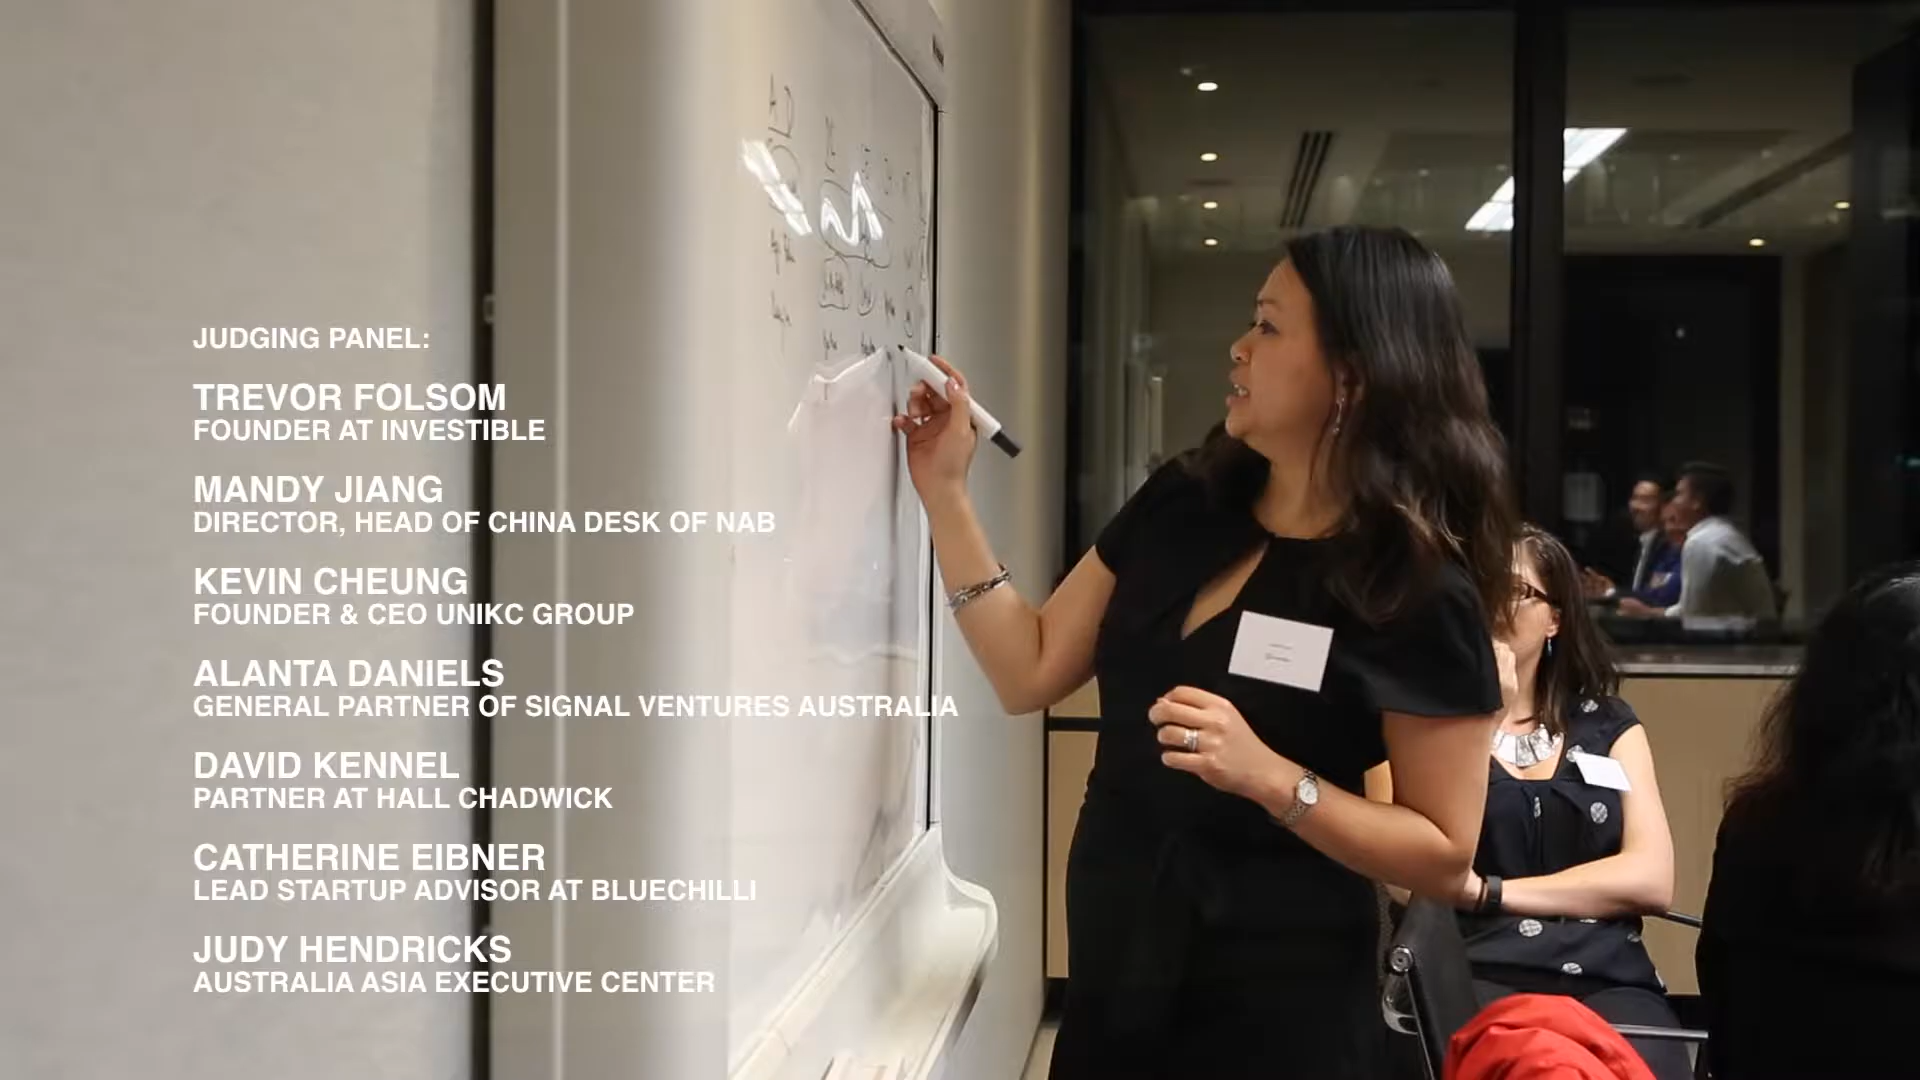 JUDGING PANEL:
TREVOR FOLSOM
FOUNDER AT INVESTIBLE
MANDY JIANG
DIRECTOR, HEAD OF CHINA DESK OF NAB
KEVIN CHEUNG
FOUNDER & CEO UNIKC GROUP
ALANTA DANIELS
GENERAL PARTNER OF SIGNAL VENTURES AUSTRALIA
DAVID KENNEL
PARTNER AT HALL CHADWICK
CATHERINE EIBNER
LEAD STARTUP ADVISOR AT BLUECHILLI
JUDY HENDRICKS
AUSTRALIA ASIA EXECUTIVE CENTER